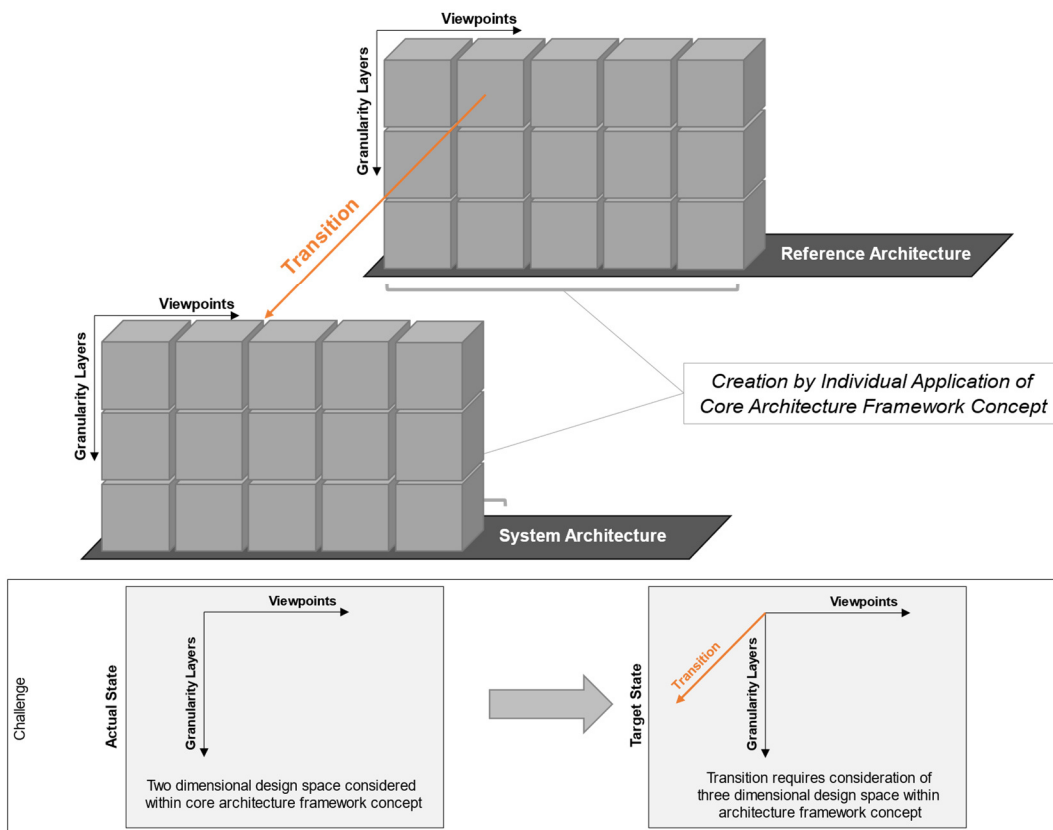 Viewpoints
Granularity Layers
Transition
Reference Architecture
Viewpoints
Granularity Layers
Creation by Individual Application of
Core Architecture Framework Concept
System Architecture
Challenge
Actual State
Viewpoints
Granularity Layers
Two dimensional design space considered
within core architecture framework concept
Target State
Viewpoints
Transition
Granularity Layers
Transition requires consideration of
three dimensional design space within
architecture framework concept